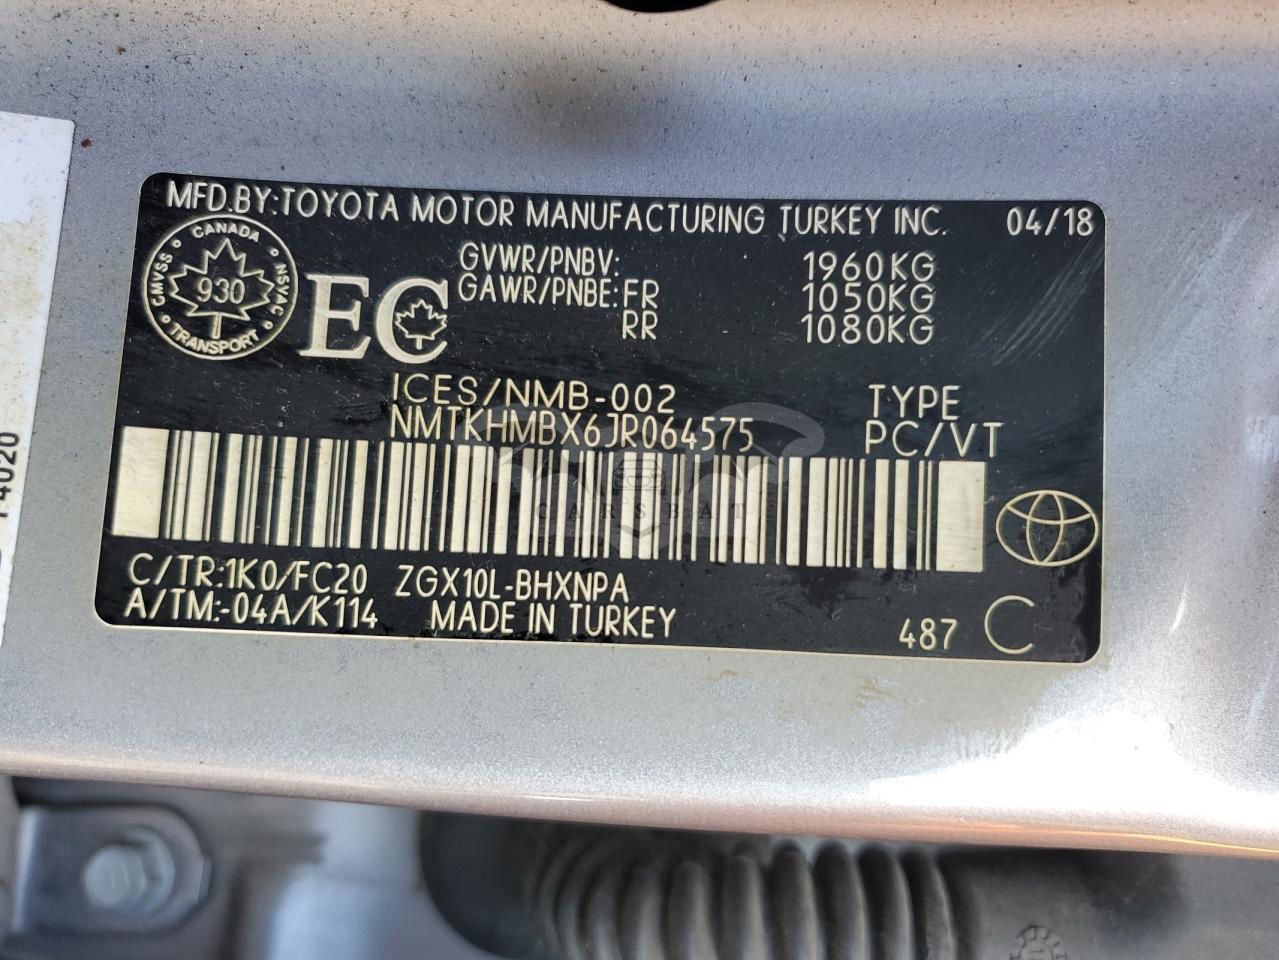 MFD.BY:TOYOTA MOTOR MANUFACTURING TURKEY INC. 04/18
CANADA
CMVSS NSVAC
930
TRANSPORT
EC
GVWR/PNBV: 1960KG
GAWR/PNBE:FR 1050KG
RR 1080KG
ICES/NMB-002 TYPE
NMTKHMBX6JR064575 PC/VT
CARSBAT
C/TR:1K0/FC20 ZGX10L-BHXNPA
A/TM:-04A/K114 MADE IN TURKEY
487 C
14020